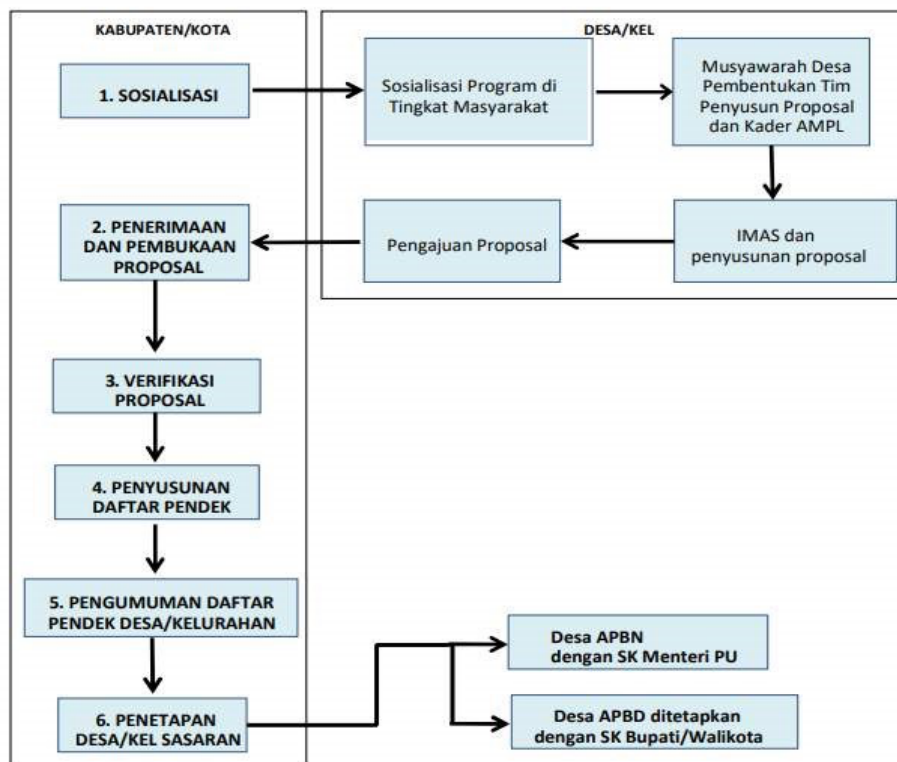 KABUPATEN/KOTA
DESA/KEL
1. SOSIALISASI
Sosialisasi Program di
Tingkat Masyarakat
Musyawarah Desa
Pembentukan Tim
Penyusun Proposal
dan Kader AMPL
2. PENERIMAAN
DAN PEMBUKAAN
PROPOSAL
Pengajuan Proposal
IMAS dan
penyusunan proposal
3. VERIFIKASI
PROPOSAL
4. PENYUSUNAN
DAFTAR PENDEK
5. PENGUMUMAN DAFTAR
PENDEK DESA/KELURAHAN
Desa APBN
dengan SK Menteri PU
6. PENETAPAN
DESA/KEL SASARAN
Desa APBD ditetapkan
dengan SK Bupati/Walikota